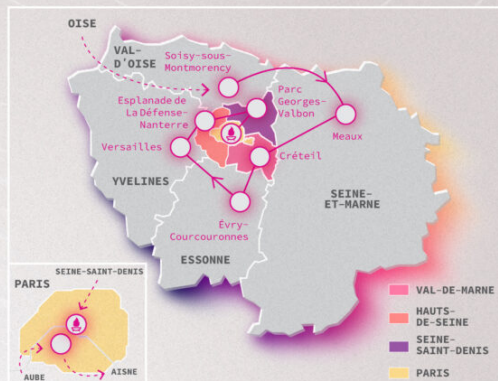 OISE
VAL-
D'OISE
Soisy-sous-
Montmorency
Esplanade de
La Défense-
Nanterre
Parc
Georges-
Valbon
Meaux
Versailles
Créteil
YVELINES
SEINE-
ET-MARNE
Évry-
Courcouronnes
ESSONNE
PARIS
SEINE-SAINT-DENIS
AUBE
AISNE
VAL-DE-MARNE
HAUTS-
DE-SEINE
SEINE-
SAINT-DENIS
PARIS